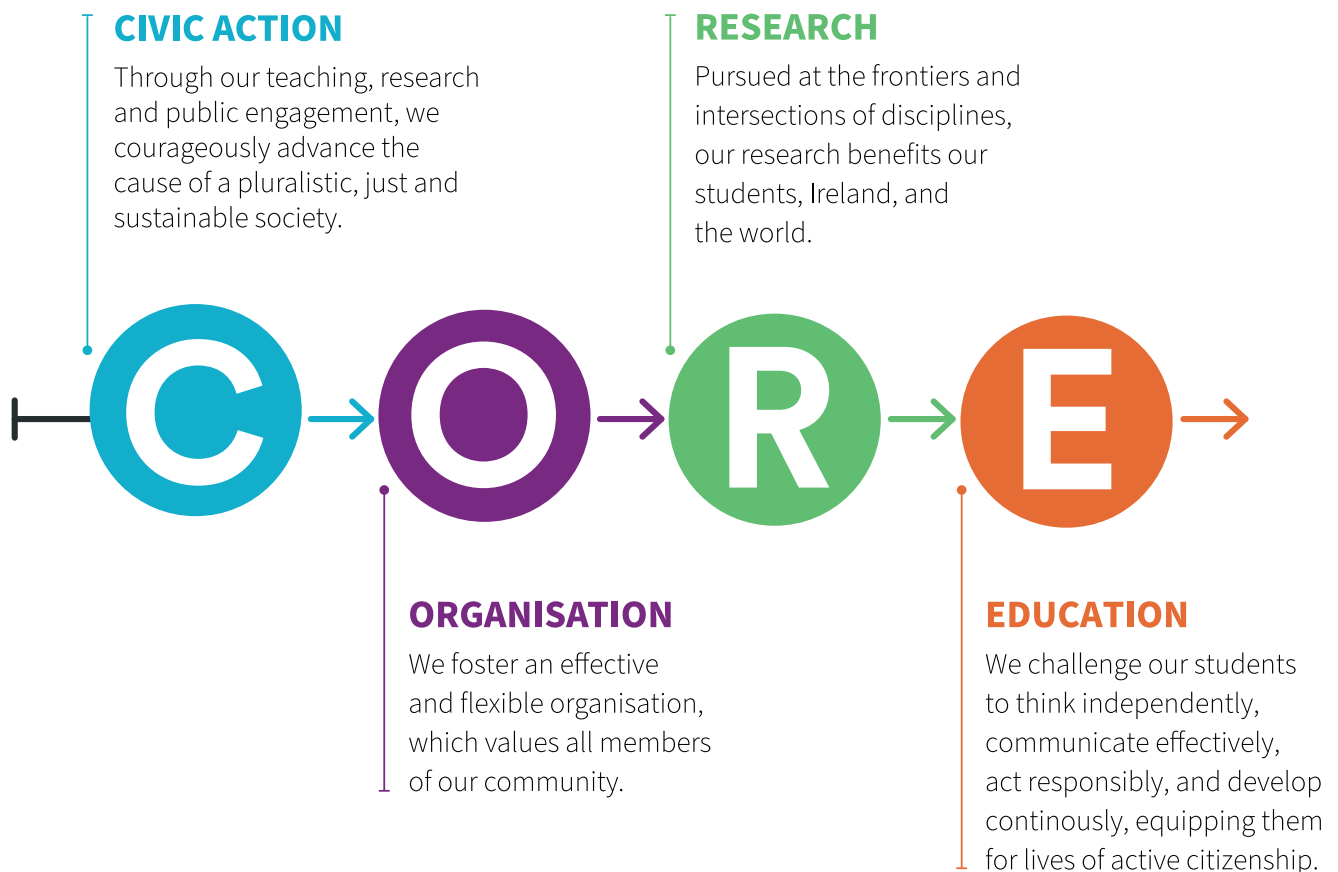 CIVIC ACTION
Through our teaching, research
and public engagement, we
courageously advance the
cause of a pluralistic, just and
sustainable society.
RESEARCH
Pursued at the frontiers and
intersections of disciplines,
our research benefits our
students, Ireland, and
the world.
C O R E
ORGANISATION
We foster an effective
and flexible organisation,
which values all members
of our community.
EDUCATION
We challenge our students
to think independently,
communicate effectively,
act responsibly, and develop
continously, equipping them
for lives of active citizenship.